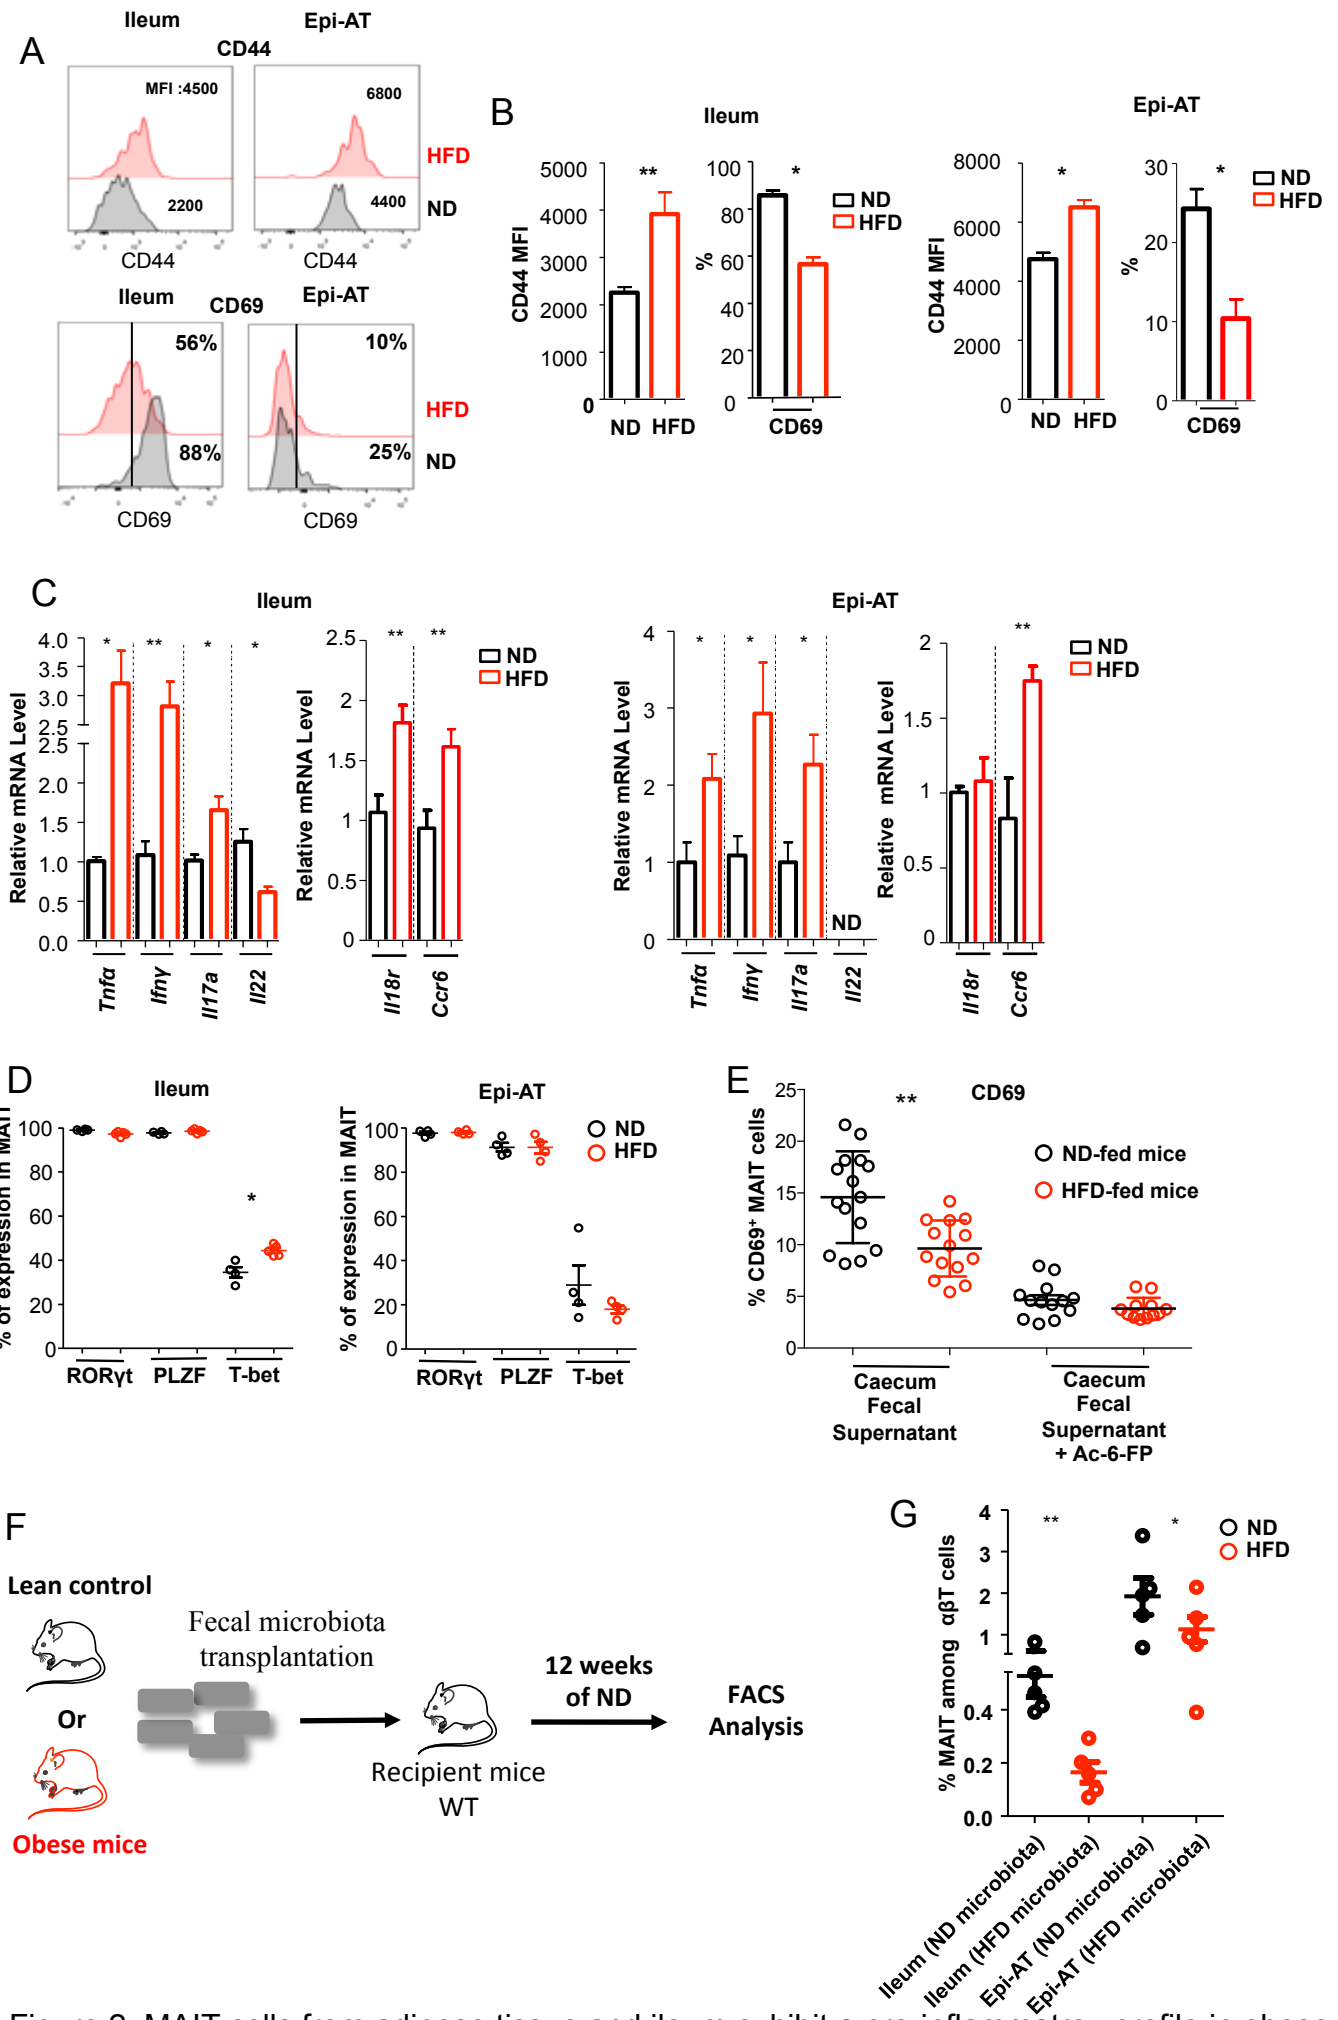 A
Ileum
Epi-AT
CD44
MFI :4500
6800
HFD
2200
4400
ND
CD44
CD44
Ileum
CD69
Epi-AT
56%
10%
HFD
88%
25%
ND
CD69
CD69
B
Ileum
Epi-AT
CD44 MFI
5000
4000
3000
2000
1000
0
**
ND
HFD
%
100
80
60
40
20
0
*
CD69
ND
HFD
CD44 MFI
8000
6000
4000
2000
0
*
ND
HFD
%
30
20
10
0
*
CD69
ND
HFD
C
Ileum
Epi-AT
Relative mRNA Level
4.0
3.5
3.0
2.5
2.5
2.0
1.5
1.0
0.5
0.0
*
**
*
*
Tnfα
Ifnγ
Il17a
Il22
Relative mRNA Level
2.5
2
1.5
1
0.5
0
**
**
Il18r
Ccr6
ND
HFD
Relative mRNA Level
4
3
2
1
0
*
*
*
ND
Tnfα
Ifnγ
Il17a
Il22
Relative mRNA Level
2
1.5
1
0.5
0
**
Il18r
Ccr6
ND
HFD
D
Ileum
Epi-AT
% of expression in MAIT
100
80
60
40
20
0
*
RORγt
PLZF
T-bet
% of expression in MAIT
100
80
60
40
20
0
RORγt
PLZF
T-bet
ND
HFD
E
CD69
% CD69+ MAIT cells
25
20
15
10
5
0
**
ND-fed mice
HFD-fed mice
Caecum
Fecal
Supernatant
Caecum
Fecal
Supernatant
+ Ac-6-FP
F
Lean control
Or
Obese mice
Fecal microbiota
transplantation
Recipient mice
WT
12 weeks
of ND
FACS
Analysis
G
% MAIT among αβT cells
4
3
2
1
0.4
0.2
0.0
**
*
ND
HFD
Ileum (ND microbiota)
Ileum (HFD microbiota)
Epi-AT (ND microbiota)
Epi-AT (HFD microbiota)